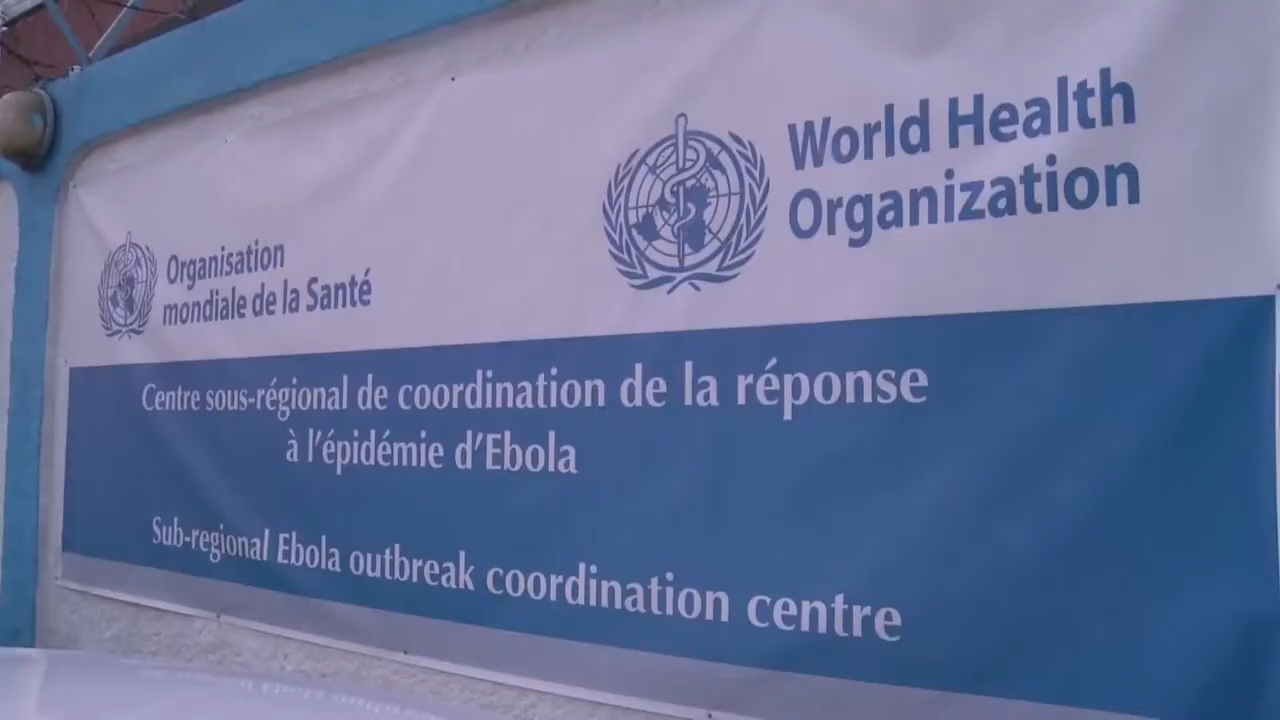 Organisation
mondiale de la Santé
World Health
Organization
Centre sous-régional de coordination de la réponse
à l'épidémie d'Ebola
Sub-regional Ebola outbreak coordination centre